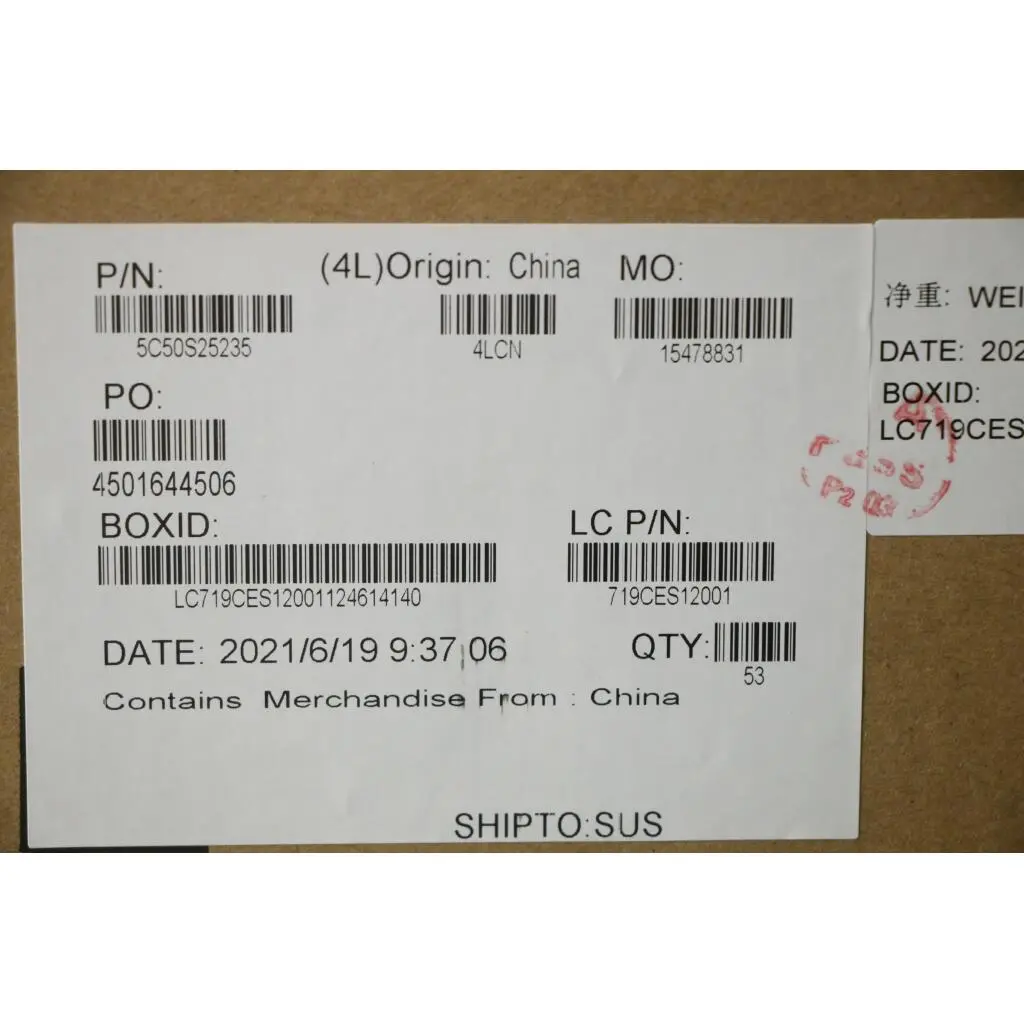 P/N: (4L)Origin: China MO:
5C50S25235 4LCN 15478831
PO:
4501644506
BOXID: LC P/N:
LC719CES12001124614140 719CES12001
DATE: 2021/6/19 9:37:06 QTY:
53
Contains Merchandise From : China
SHIPTO:SUS
净重: WEI
DATE: 202
BOXID:
LC719CES